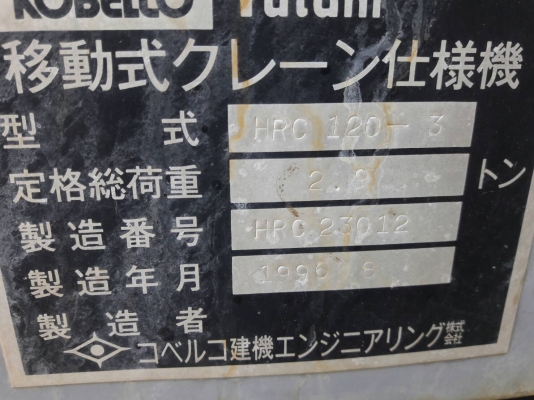 KOBELCO Yutani
移動式クレーン仕様機
型式 HRC 120-3
定格総荷重 2.9 トン
製造番号 HRC 23012
製造年月 1996 8
製造者
コベルコ建機エンジニアリング株式会社